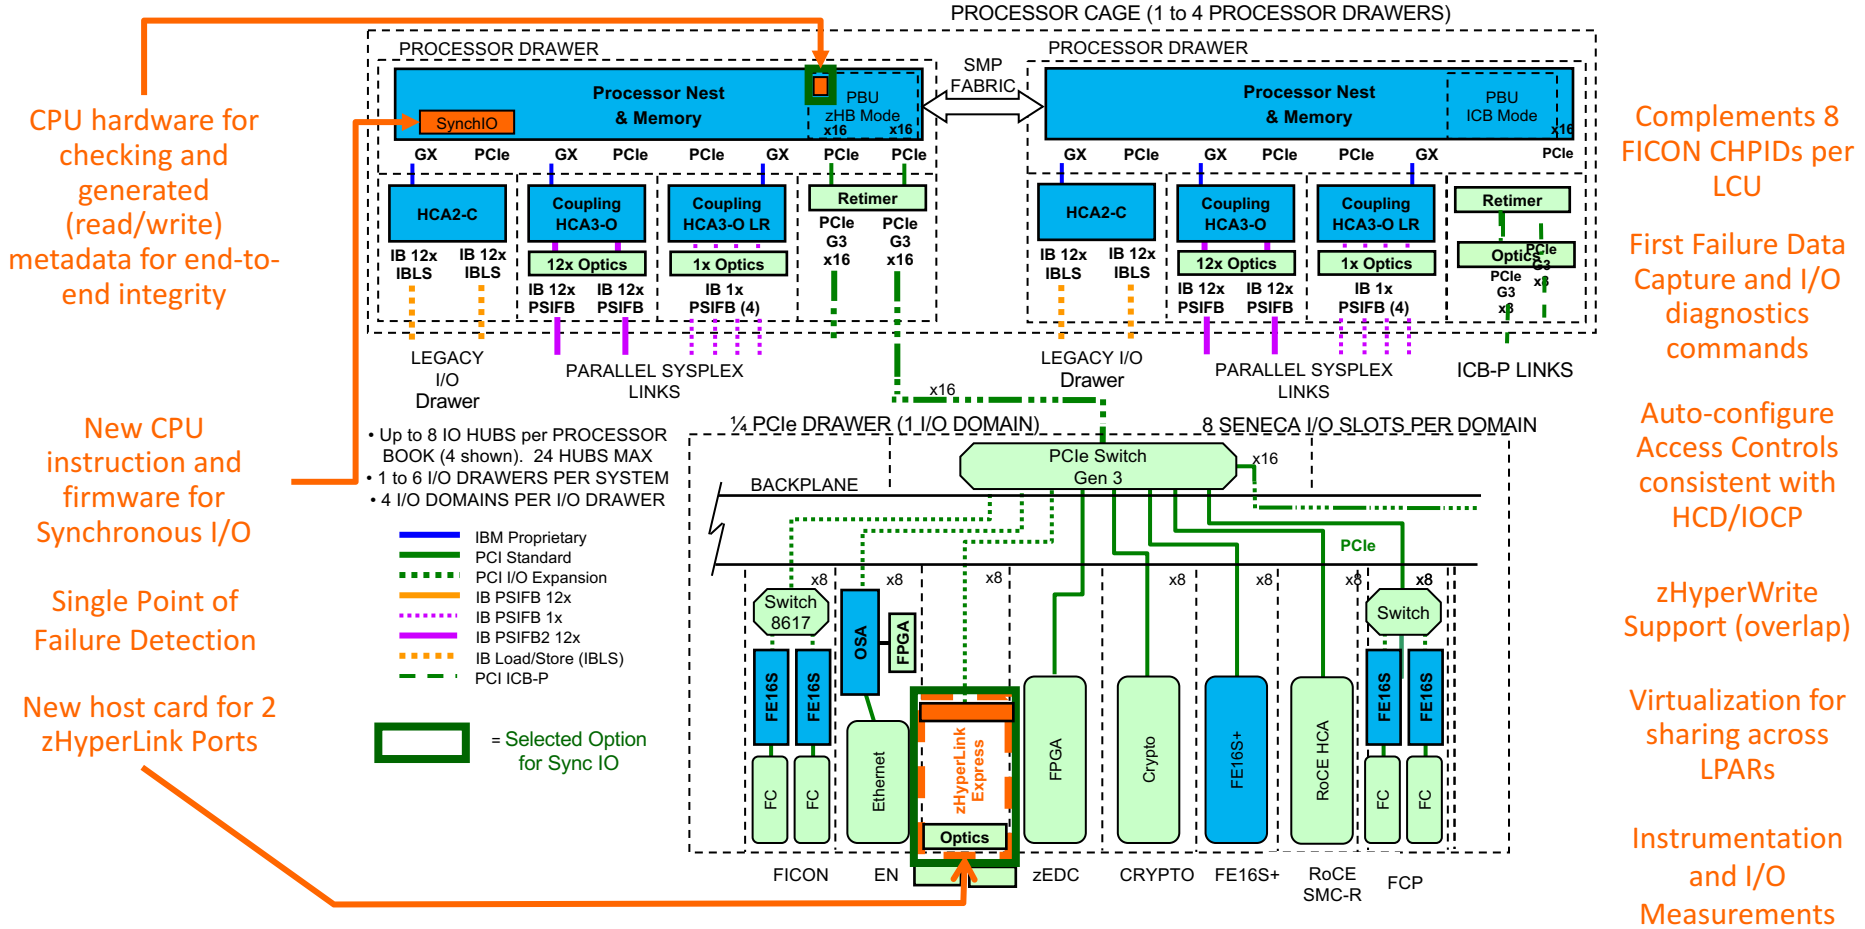 PROCESSOR CAGE (1 to 4 PROCESSOR DRAWERS)
PROCESSOR DRAWER
PROCESSOR DRAWER
SMP
FABRIC
Processor Nest
& Memory
PBU
zHB Mode
x16
x16
SynchIO
Processor Nest
& Memory
PBU
ICB Mode
x16
GX
PCIe
GX
PCIe
PCIe
GX
PCIe
PCIe
GX
PCIe
GX
PCIe
PCIe
GX
PCIe
HCA2-C
Coupling
HCA3-O
Coupling
HCA3-O LR
Retimer
IB 12x
IBLS
IB 12x
IBLS
12x Optics
1x Optics
PCIe
G3
x16
PCIe
G3
x16
IB 12x
PSIFB
IB 12x
PSIFB
IB 1x
PSIFB (4)
HCA2-C
Coupling
HCA3-O
Coupling
HCA3-O LR
Retimer
IB 12x
IBLS
IB 12x
IBLS
12x Optics
1x Optics
Optics
PCIe
G3
x8
PCIe
G3
x8
IB 12x
PSIFB
IB 12x
PSIFB
IB 1x
PSIFB (4)
LEGACY
I/O
Drawer
PARALLEL SYSPLEX
LINKS
LEGACY I/O
Drawer
PARALLEL SYSPLEX
LINKS
ICB-P LINKS
x16
CPU hardware for
checking and
generated
(read/write)
metadata for end-to-
end integrity
New CPU
instruction and
firmware for
Synchronous I/O
Single Point of
Failure Detection
New host card for 2
zHyperLink Ports
• Up to 8 IO HUBS per PROCESSOR
BOOK (4 shown). 24 HUBS MAX
• 1 to 6 I/O DRAWERS PER SYSTEM
• 4 I/O DOMAINS PER I/O DRAWER
IBM Proprietary
PCI Standard
PCI I/O Expansion
IB PSIFB 12x
IB PSIFB 1x
IB PSIFB2 12x
IB Load/Store (IBLS)
PCI ICB-P
= Selected Option
for Sync IO
¼ PCIe DRAWER (1 I/O DOMAIN)
8 SENECA I/O SLOTS PER DOMAIN
PCIe Switch
Gen 3
x16
BACKPLANE
PCIe
x8
x8
x8
x8
x8
x8
x8
Switch
8617
OSA
FPGA
Switch
FE16S
FE16S
FC
FC
Ethernet
zHyperLink
Express
Optics
FPGA
Crypto
FE16S+
RoCE HCA
FE16S
FE16S
FC
FC
FICON
EN
zEDC
CRYPTO
FE16S+
RoCE
SMC-R
FCP
Complements 8
FICON CHPIDs per
LCU
First Failure Data
Capture and I/O
diagnostics
commands
Auto-configure
Access Controls
consistent with
HCD/IOCP
zHyperWrite
Support (overlap)
Virtualization for
sharing across
LPARs
Instrumentation
and I/O
Measurements